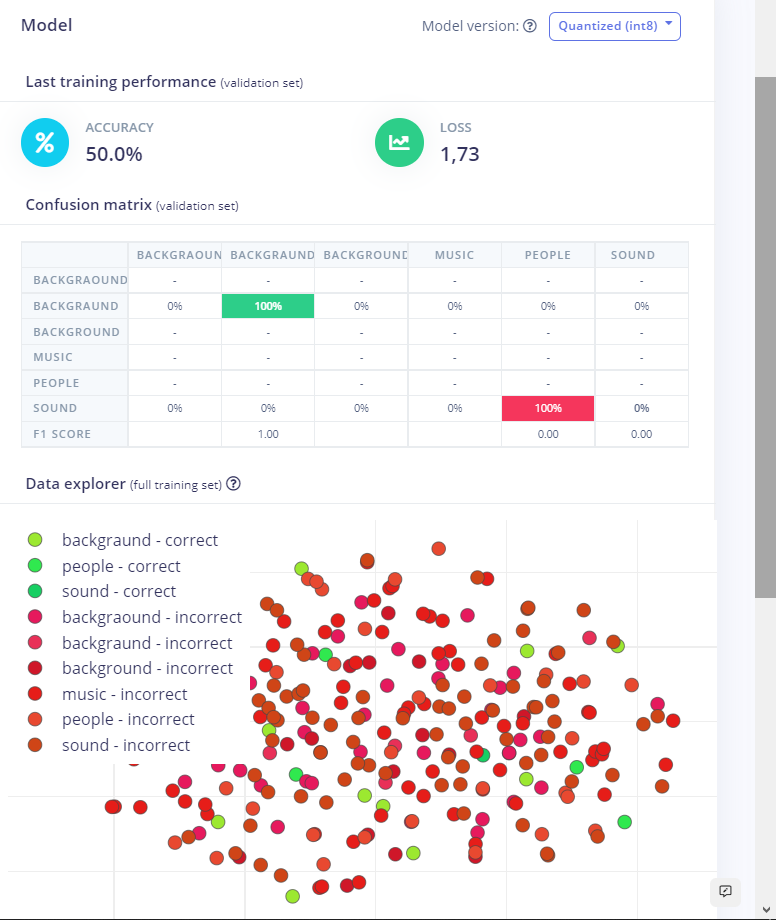 Model
Model version: Quantized (int8)
Last training performance (validation set)
ACCURACY
50.0%
LOSS
1,73
Confusion matrix (validation set)
BACKGRAOUN BACKGRAUND BACKGROUND MUSIC PEOPLE SOUND
BACKGRAOUND - - - - - -
BACKGRAUND 0% 100% 0% 0% 0% 0%
BACKGROUND - - - - - -
MUSIC - - - - - -
PEOPLE - - - - - -
SOUND 0% 0% 0% 0% 100% 0%
F1 SCORE 1.00 0.00 0.00
Data explorer (full training set)
backgraund - correct
people - correct
sound - correct
backgraound - incorrect
backgraund - incorrect
background - incorrect
music - incorrect
people - incorrect
sound - incorrect